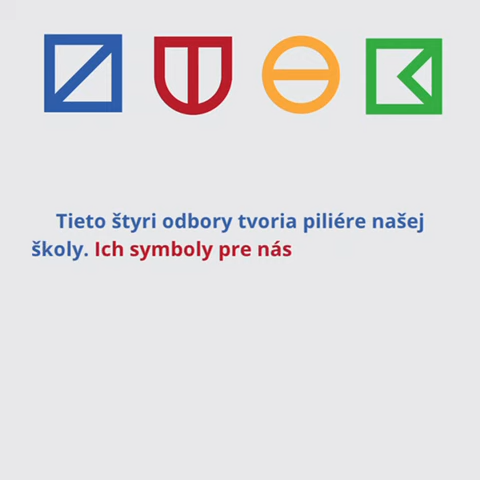 Tieto štyri odbory tvoria piliére našej
školy. Ich symboly pre nás